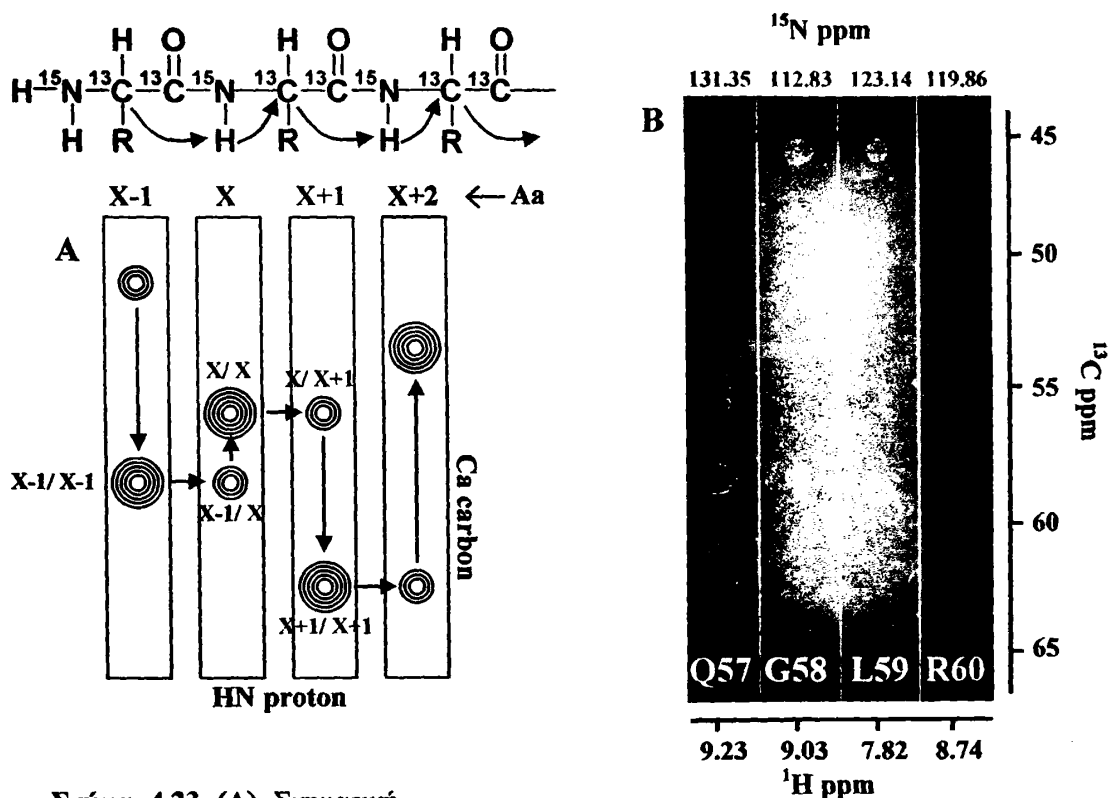 H O H O H O
H—¹⁵N—¹³C—¹³C—¹⁵N—¹³C—¹³C—¹⁵N—¹³C—¹³C—
H R H R H R
X-1 X X+1 X+2 ← Aa
A
X/ X X/ X+1
X-1/ X-1
X-1/ X
X+1/ X+1
Ca carbon
HN proton
¹⁵N ppm
131.35 112.83 123.14 119.86
B
45
50
55
60
65
¹³C ppm
Q57 G58 L59 R60
9.23 9.03 7.82 8.74
¹H ppm
4.23 (A)